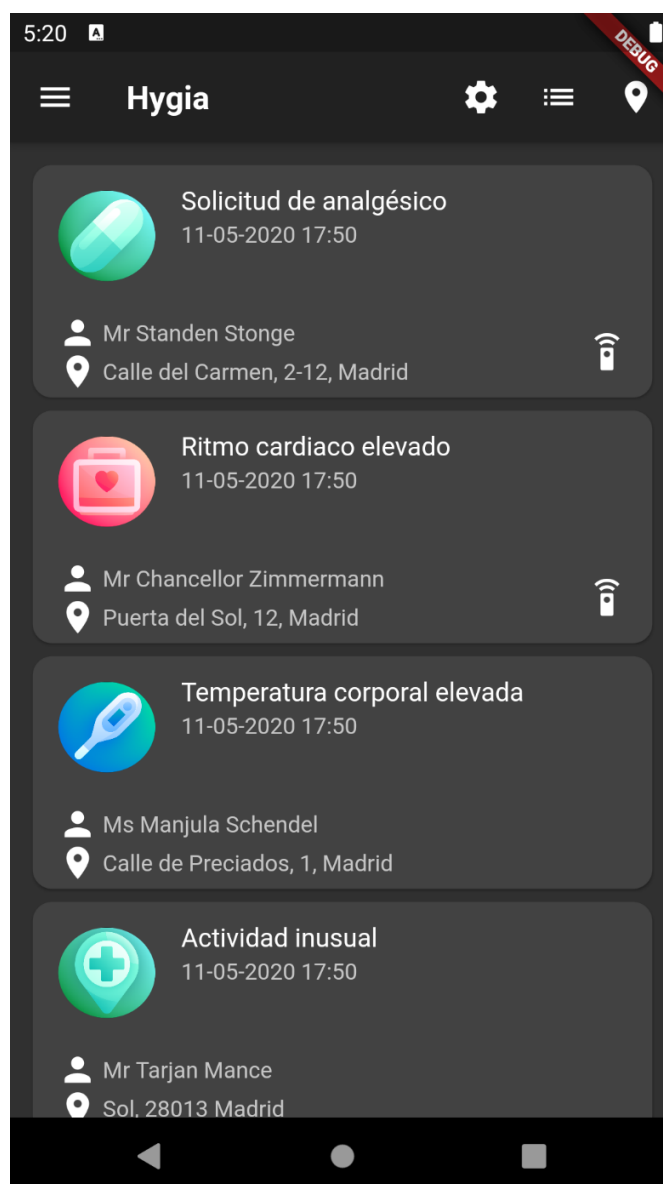 5:20
DEBUG
Hygia
Solicitud de analgésico
11-05-2020 17:50
Mr Standen Stonge
Calle del Carmen, 2-12, Madrid
Ritmo cardiaco elevado
11-05-2020 17:50
Mr Chancellor Zimmermann
Puerta del Sol, 12, Madrid
Temperatura corporal elevada
11-05-2020 17:50
Ms Manjula Schendel
Calle de Preciados, 1, Madrid
Actividad inusual
11-05-2020 17:50
Mr Tarjan Mance
Sol, 28013 Madrid